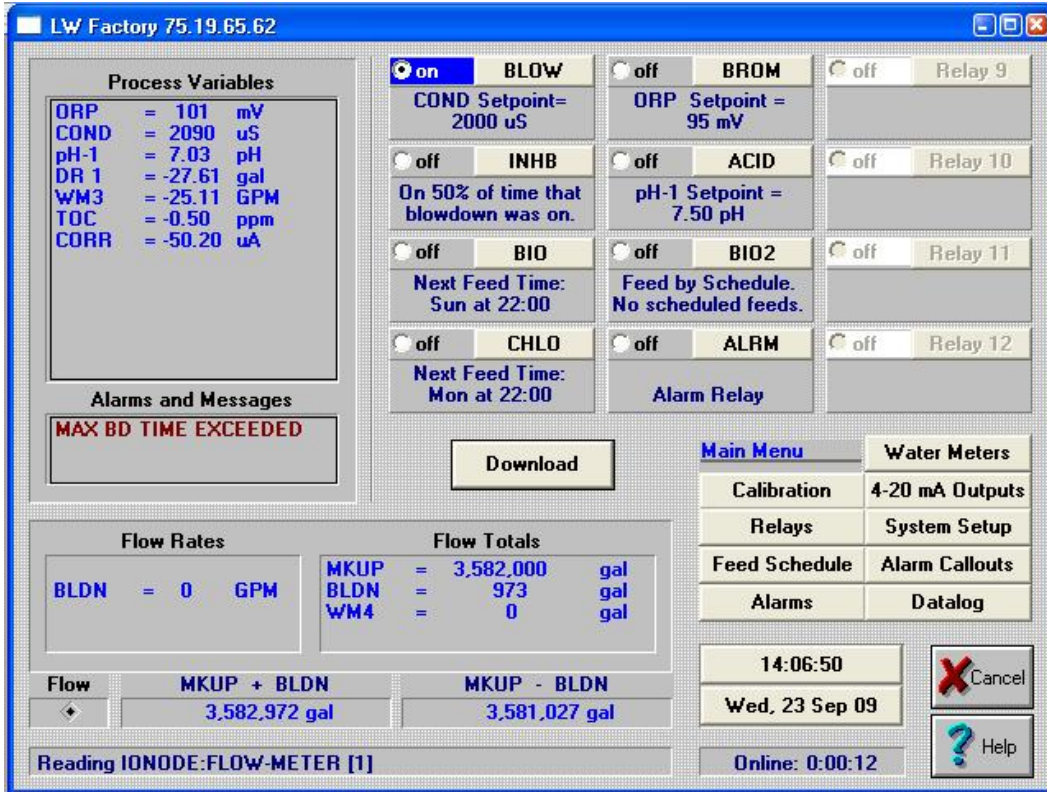 LW Factory 75.19.65.62
Process Variables
ORP = 101 mV
COND = 2090 uS
pH-1 = 7.03 pH
DR 1 = -27.61 gal
WM3 = -25.11 GPM
TOC = -0.50 ppm
CORR = -50.20 uA
Alarms and Messages
MAX BD TIME EXCEEDED
on BLOW
COND Setpoint=
2000 uS
off BROM
ORP Setpoint =
95 mV
off Relay 9
off INHB
On 50% of time that
blowdown was on.
off ACID
pH-1 Setpoint =
7.50 pH
off Relay 10
off BIO
Next Feed Time:
Sun at 22:00
off BIO2
Feed by Schedule.
No scheduled feeds.
off Relay 11
off CHLO
Next Feed Time:
Mon at 22:00
off ALRM
Alarm Relay
off Relay 12
Download
Main Menu Water Meters
Calibration 4-20 mA Outputs
Relays System Setup
Feed Schedule Alarm Callouts
Alarms Datalog
Flow Rates
BLDN = 0 GPM
Flow Totals
MKUP = 3,582,000 gal
BLDN = 973 gal
WM4 = 0 gal
Flow
MKUP + BLDN
3,582,972 gal
MKUP - BLDN
3,581,027 gal
14:06:50
Wed, 23 Sep 09
Cancel
Help
Reading IONODE:FLOW-METER [1]
Online: 0:00:12